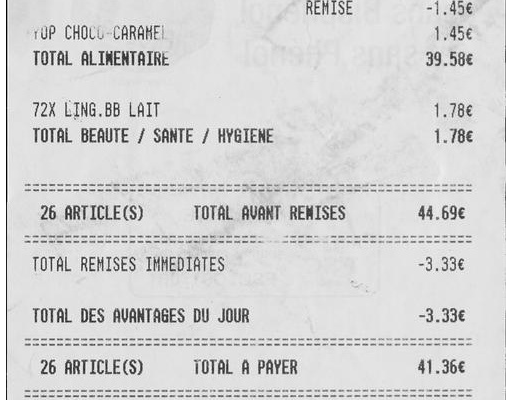 REMISE -1.45€
YOP CHOCO-CARAMEL 1.45€
TOTAL ALIMENTAIRE 39.58€
72X LING.BB LAIT 1.78€
TOTAL BEAUTE / SANTE / HYGIENE 1.78€
26 ARTICLE(S) TOTAL AVANT REMISES 44.69€
TOTAL REMISES IMMEDIATES -3.33€
TOTAL DES AVANTAGES DU JOUR -3.33€
26 ARTICLE(S) TOTAL A PAYER 41.36€